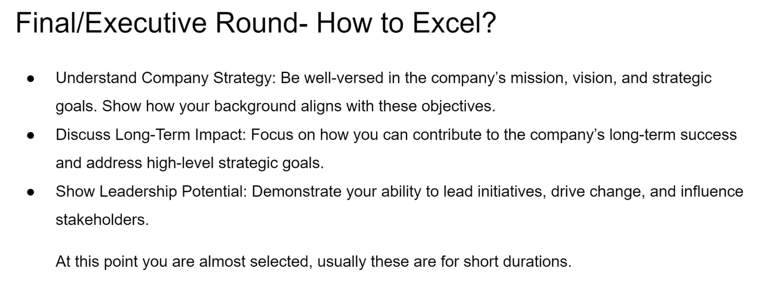 Final/Executive Round- How to Excel?
● Understand Company Strategy: Be well-versed in the company's mission, vision, and strategic
goals. Show how your background aligns with these objectives.
● Discuss Long-Term Impact: Focus on how you can contribute to the company's long-term success
and address high-level strategic goals.
● Show Leadership Potential: Demonstrate your ability to lead initiatives, drive change, and influence
stakeholders.
At this point you are almost selected, usually these are for short durations.